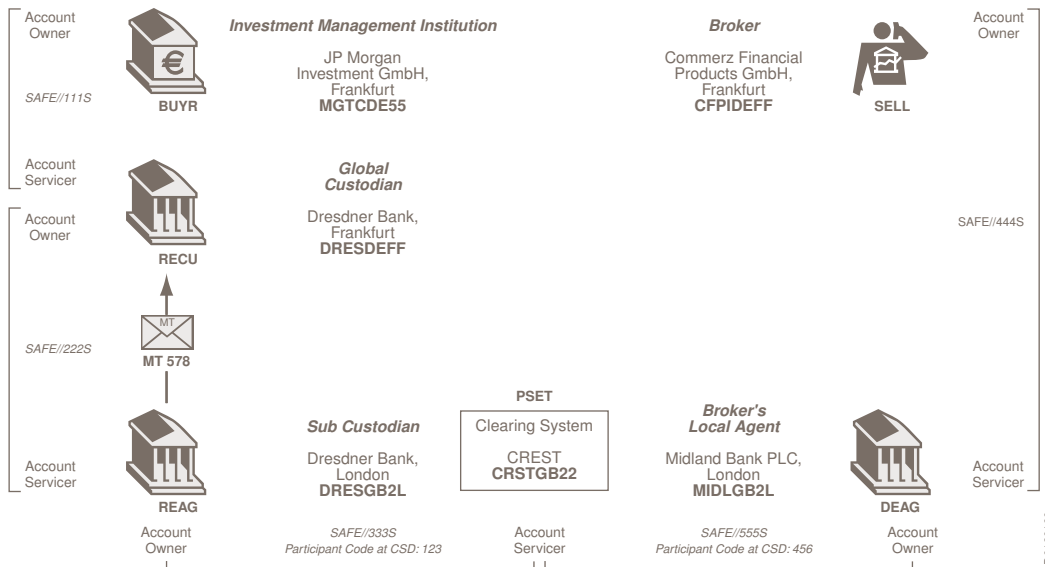 Account
Owner
Investment Management Institution
Broker
Account
Owner
JP Morgan
Investment GmbH,
Frankfurt
MGTCDE55
Commerz Financial
Products GmbH,
Frankfurt
CFPIDEFF
€
SAFE//111S
BUYR
SELL
Account
Servicer
Global
Custodian
Account
Owner
Dresdner Bank,
Frankfurt
DRESDEFF
SAFE//444S
RECU
MT
SAFE//222S
MT 578
PSET
Sub Custodian
Clearing System
Broker's
Local Agent
Account
Servicer
Dresdner Bank,
London
DRESGB2L
CREST
CRSTGB22
Midland Bank PLC,
London
MIDLGB2L
Account
Servicer
REAG
DEAG
Account
Owner
SAFE//333S
Participant Code at CSD: 123
Account
Servicer
SAFE//555S
Participant Code at CSD: 456
Account
Owner